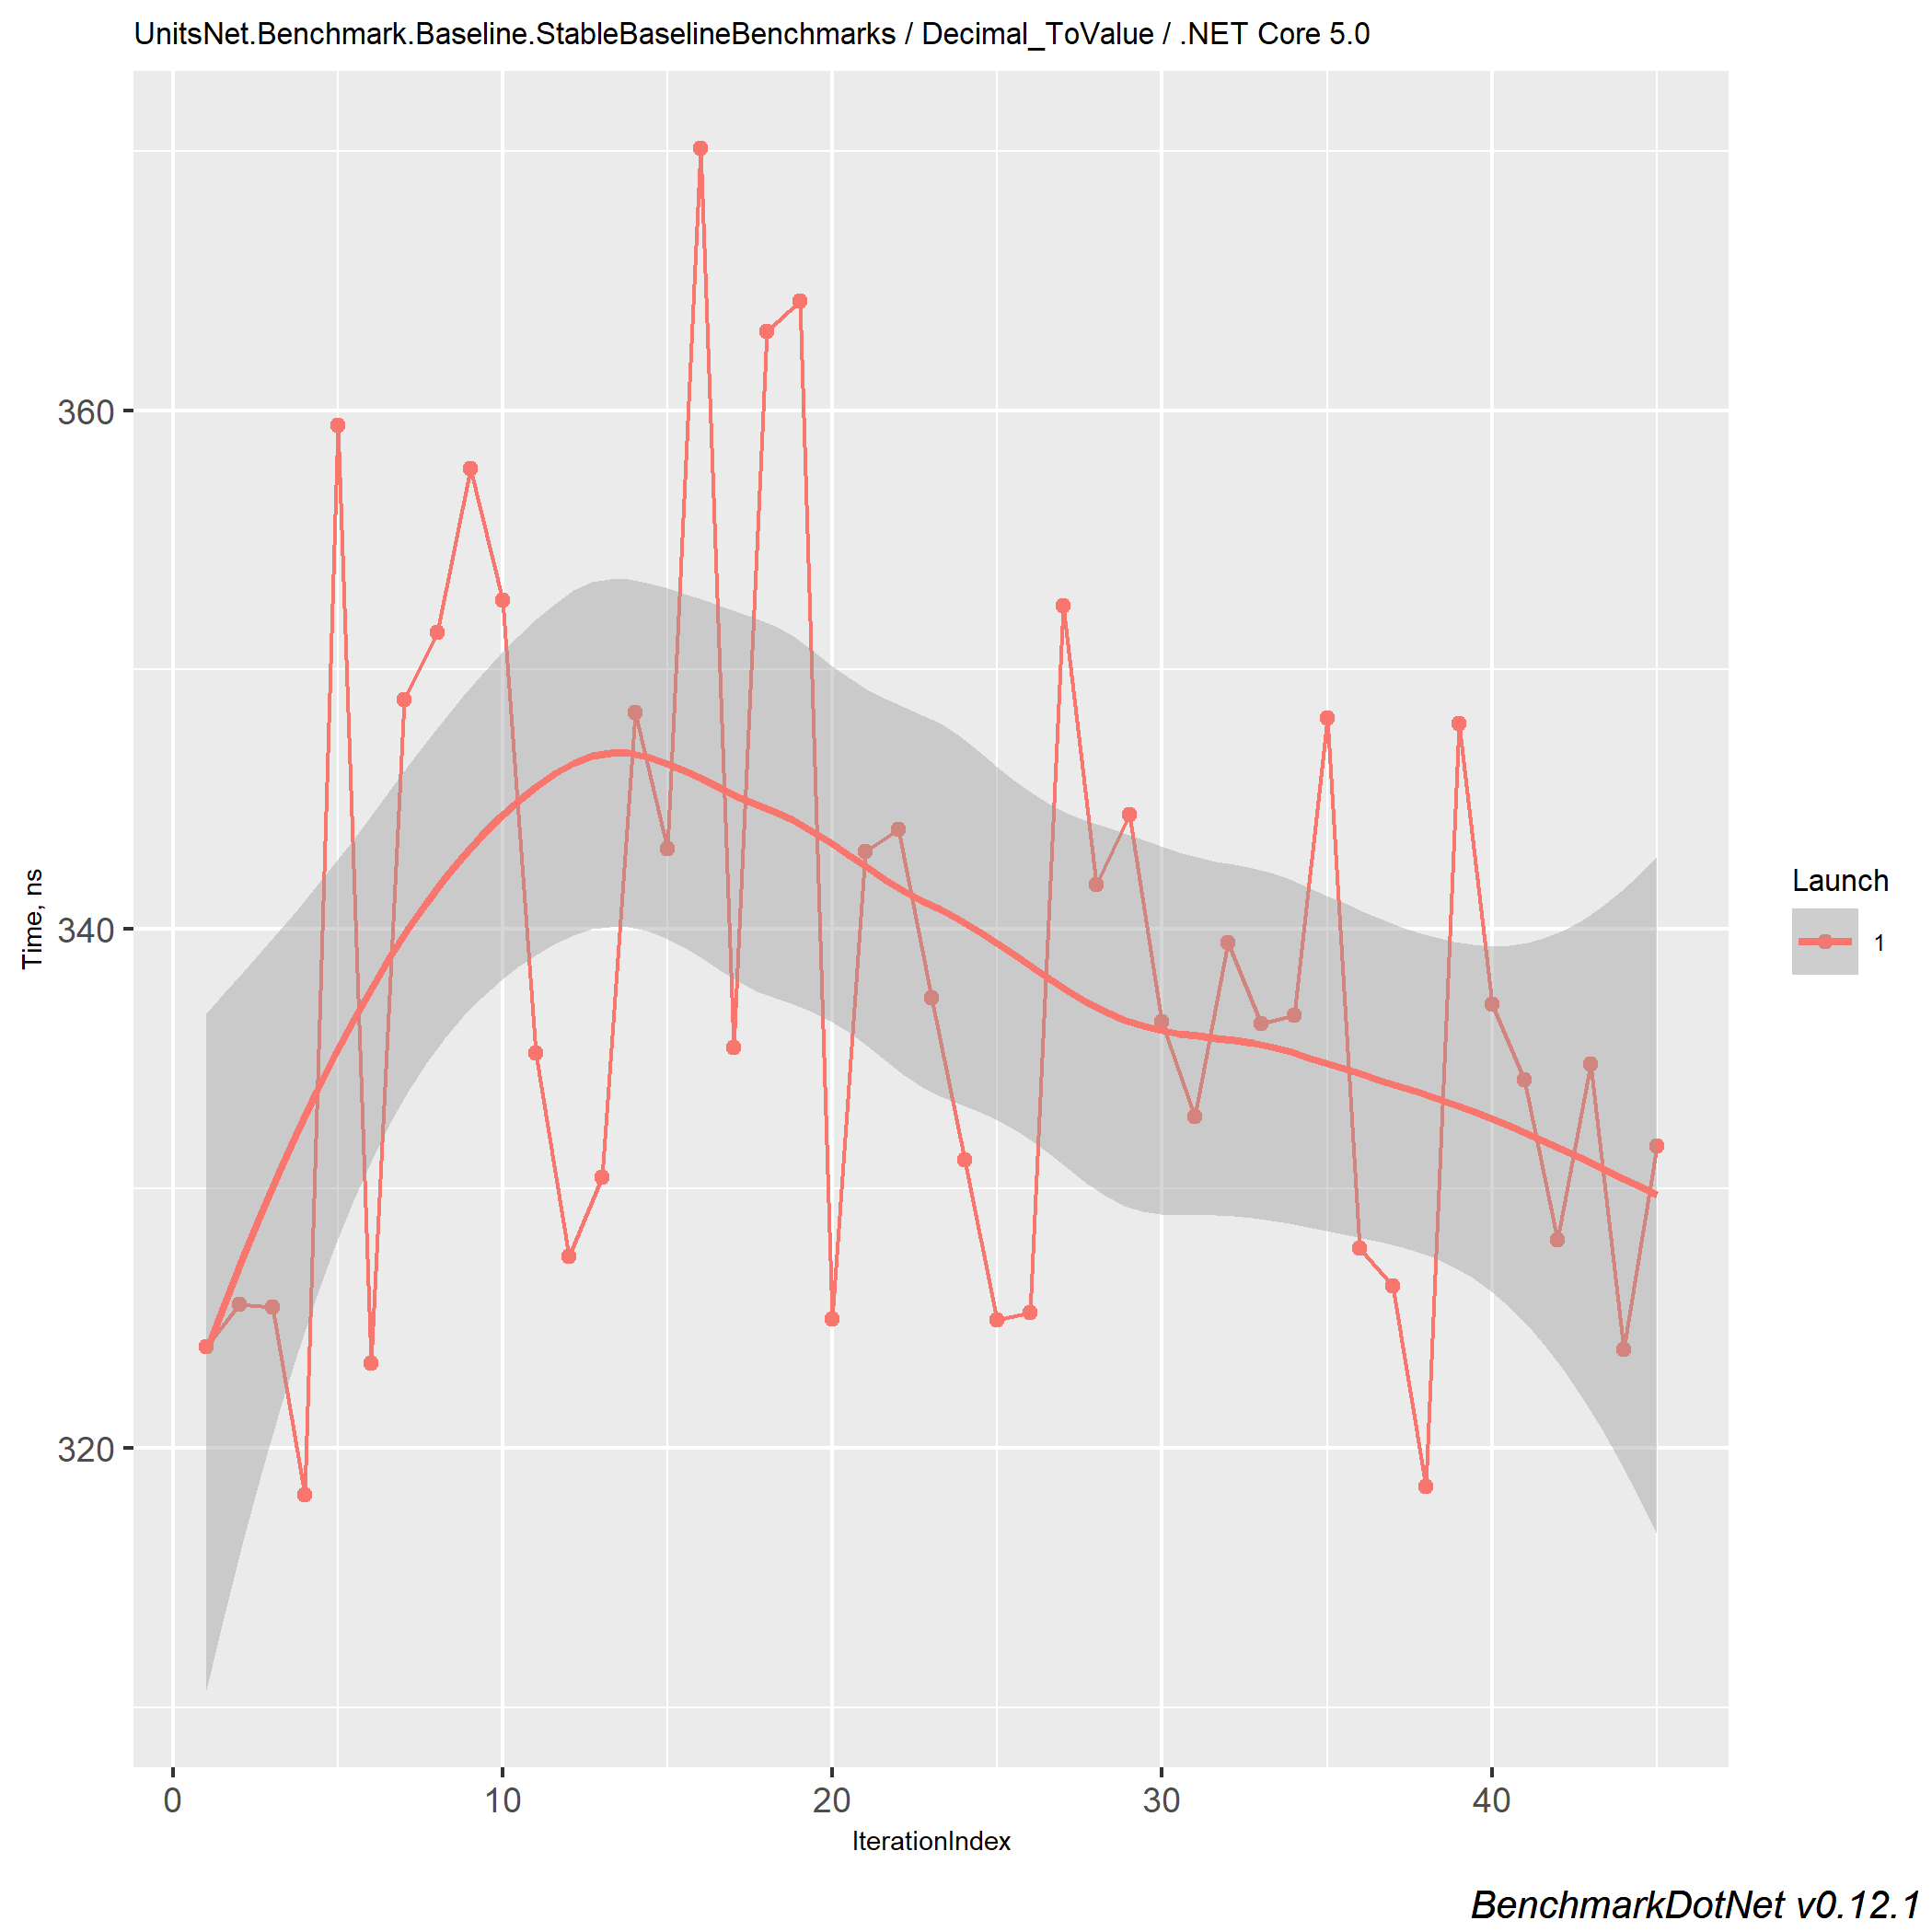 UnitsNet.Benchmark.Baseline.StableBaselineBenchmarks / Decimal_ToValue / .NET Core 5.0
360
340
320
Time, ns
0 10 20 30 40
IterationIndex
Launch
1
BenchmarkDotNet v0.12.1